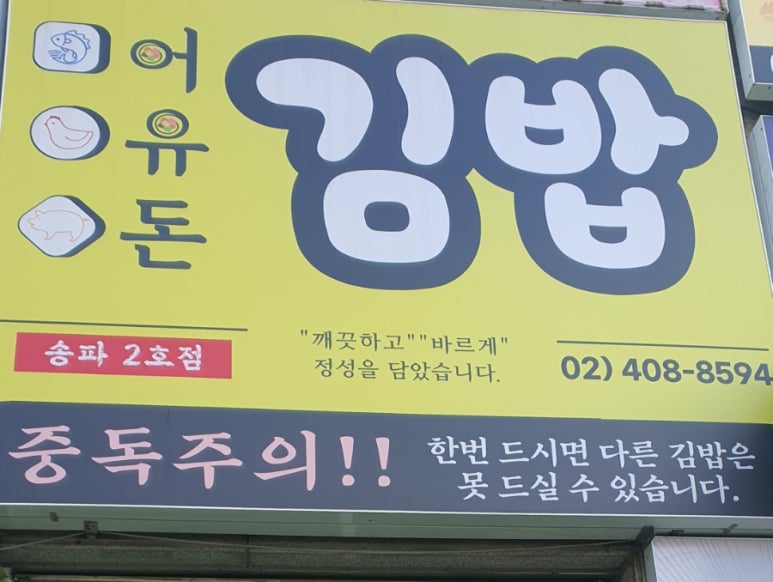 어유돈
김밥
송파 2호점
"깨끗하고""바르게"
정성을 담았습니다.
02) 408-8594
중독주의!!
한번 드시면 다른 김밥은
못 드실 수 있습니다.